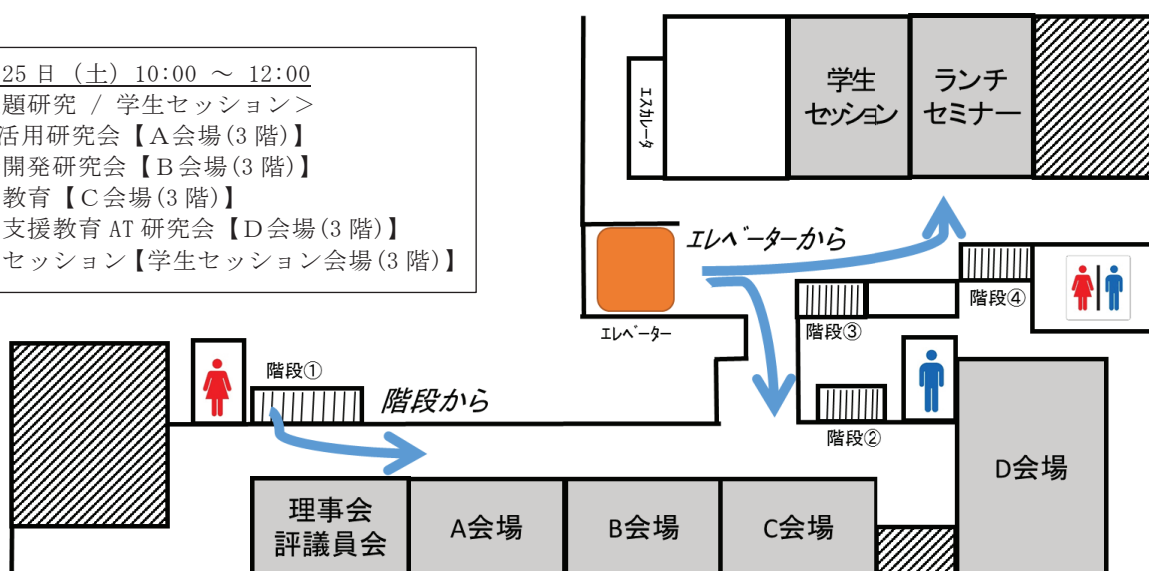 25日(土)10:00 ~ 12:00
題研究 / 学生セッション>
活用研究会【A会場(3階)】
開発研究会【B会場(3階)】
教育【C会場(3階)】
支援教育 AT 研究会【D会場(3階)】
セッション【学生セッション会場(3階)】
エスカレータ
学生
セッション
ランチ
セミナー
エレベーターから
エレベーター
階段④
階段③
階段②
階段①
階段から
D会場
理事会
評議員会
A会場
B会場
C会場